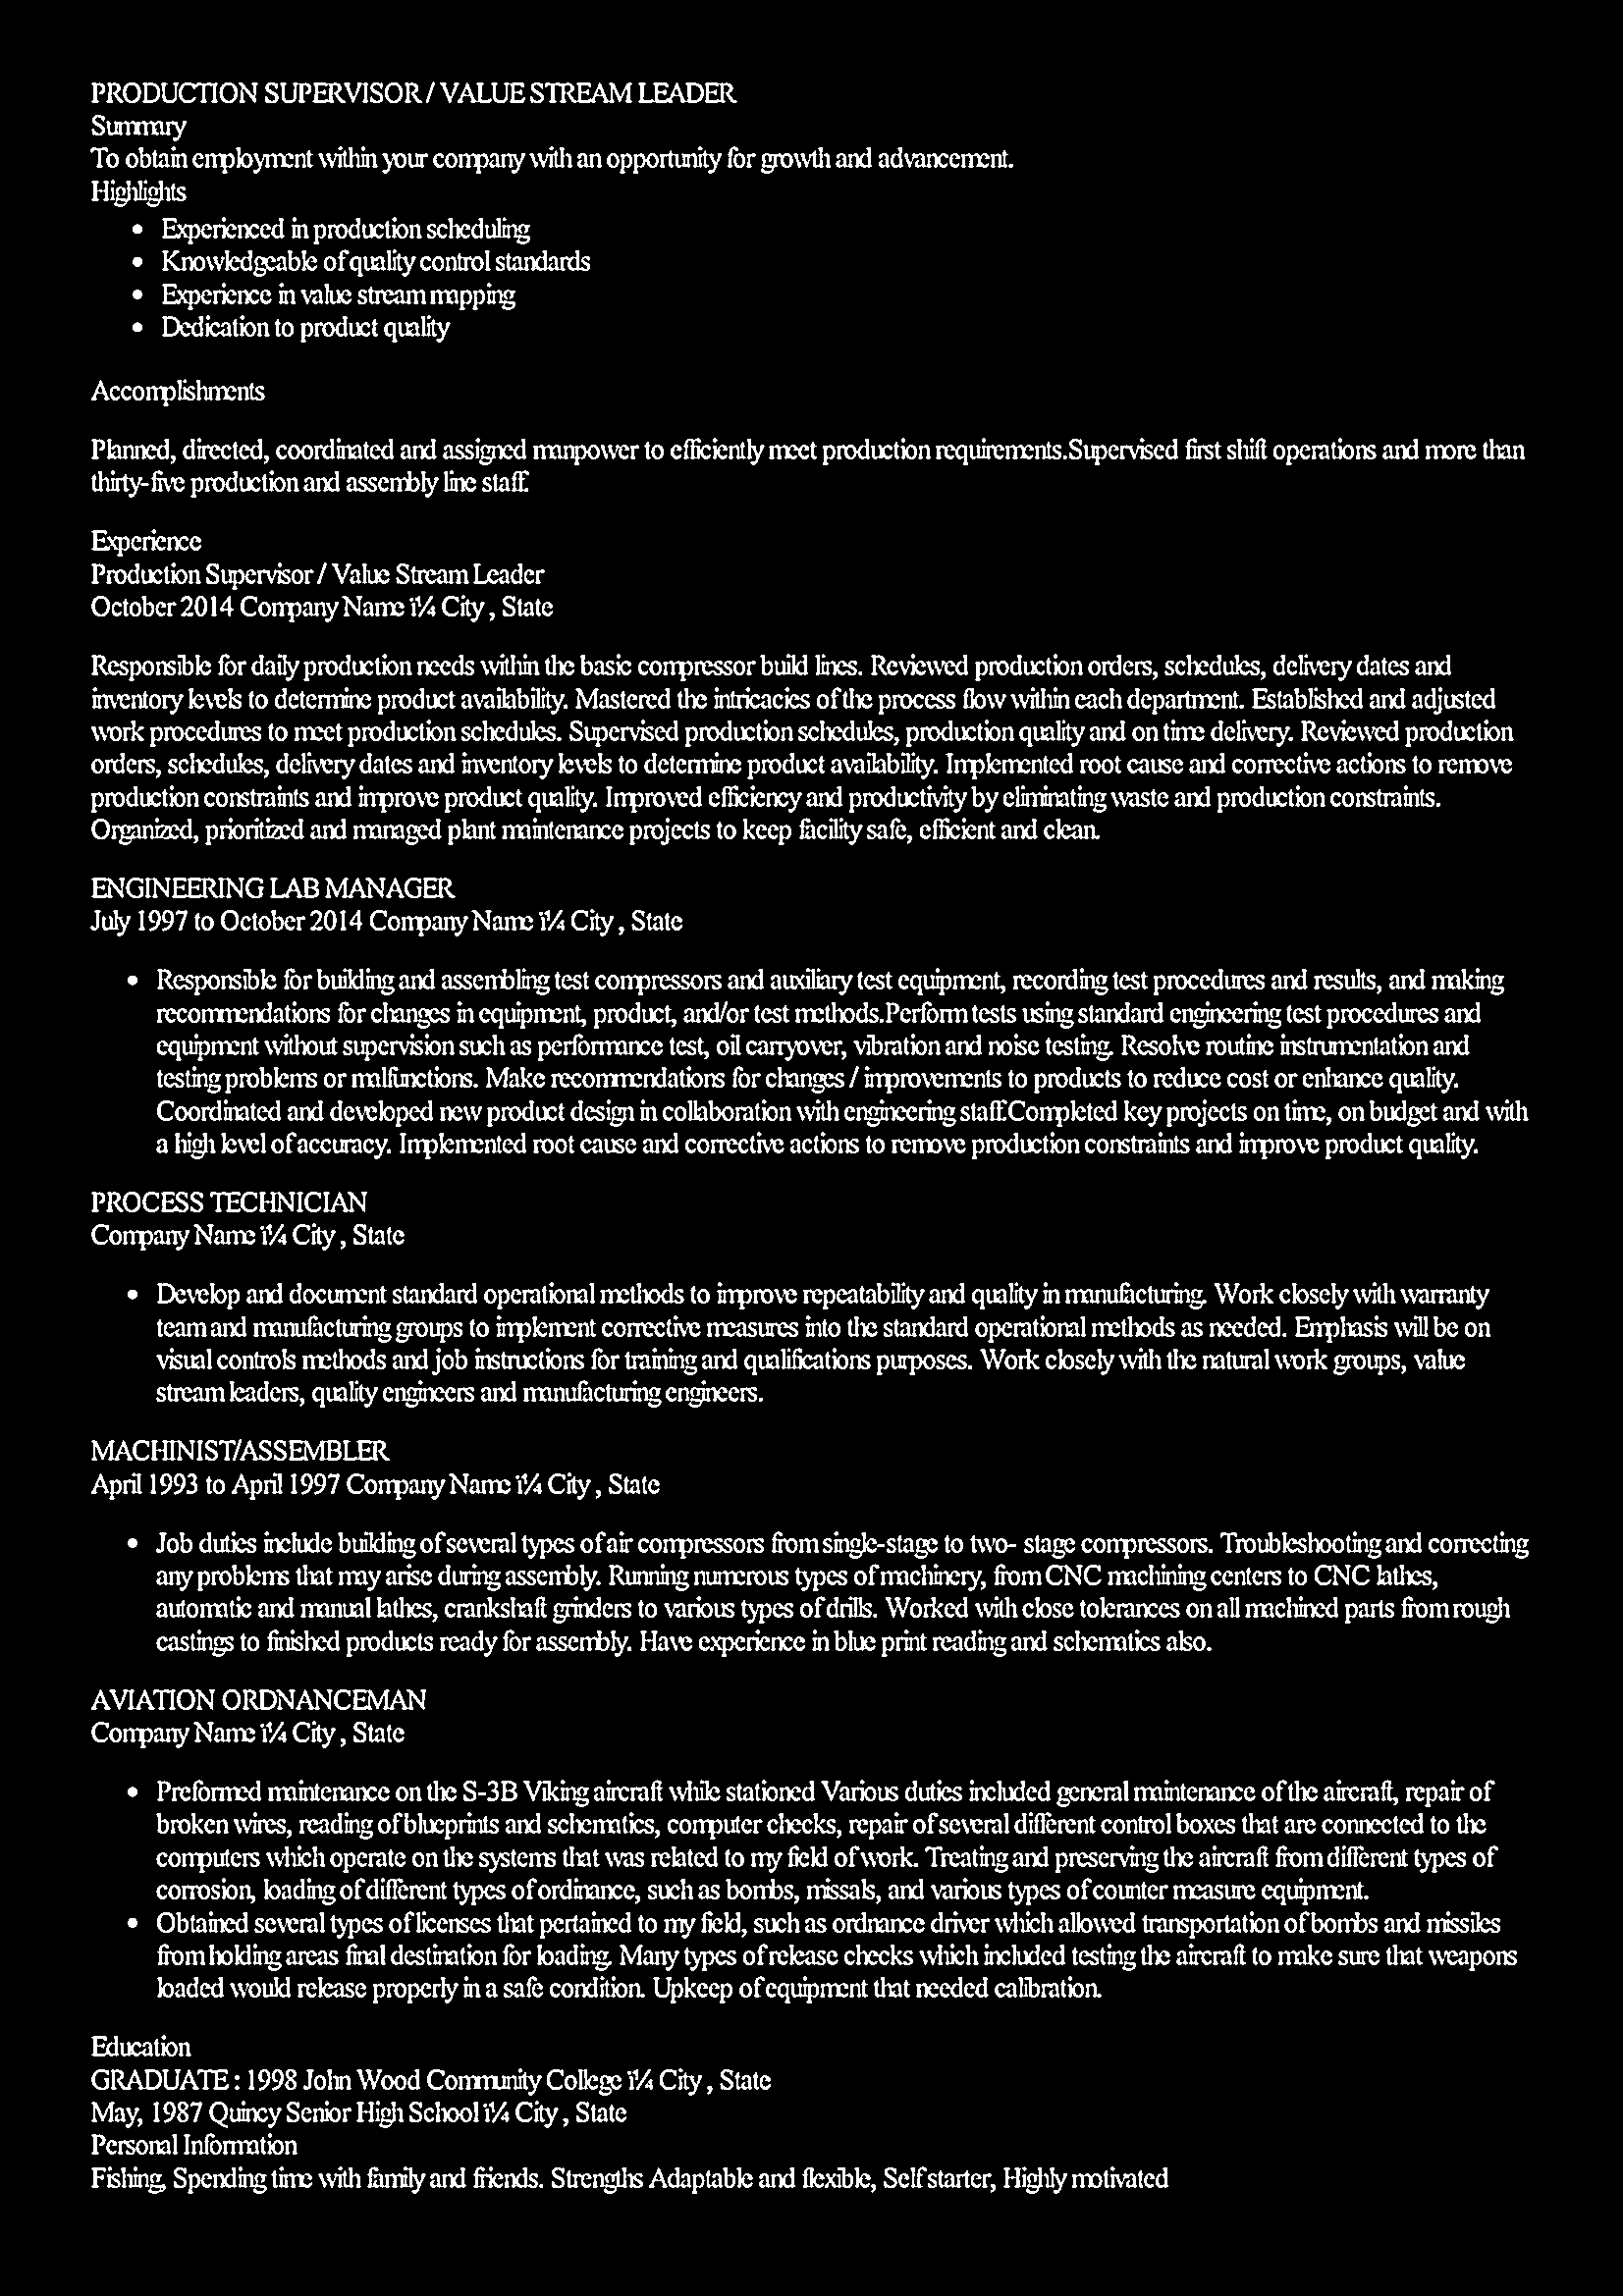 PRODUCTION SUPERVISOR / VALUE STREAM LEADER
Summary
To obtain employment within your company with an opportunity for growth and advancement.
Highlights
• Experienced in production scheduling
• Knowledgeable of quality control standards
• Experience in value stream mapping
• Dedication to product quality
Accomplishments
Planned, directed, coordinated and assigned manpower to efficiently meet production requirements.Supervised first shift operations and more than
thirty-five production and assembly line staff.
Experience
Production Supervisor / Value Stream Leader
October 2014 Company Name ï¼ City , State
Responsible for daily production needs within the basic compressor build lines. Reviewed production orders, schedules, delivery dates and
inventory levels to determine product availability. Mastered the intricacies of the process flow within each department. Established and adjusted
work procedures to meet production schedules. Supervised production schedules, production quality and on time delivery. Reviewed production
orders, schedules, delivery dates and inventory levels to determine product availability. Implemented root cause and corrective actions to remove
production constraints and improve product quality. Improved efficiency and productivity by eliminating waste and production constraints.
Organized, prioritized and managed plant maintenance projects to keep facility safe, efficient and clean.
ENGINEERING LAB MANAGER
July 1997 to October 2014 Company Name ï¼ City , State
• Responsible for building and assembling test compressors and auxiliary test equipment, recording test procedures and results, and making
recommendations for changes in equipment, product, and/or test methods.Perform tests using standard engineering test procedures and
equipment without supervision such as performance test, oil carryover, vibration and noise testing. Resolve routine instrumentation and
testing problems or malfunctions. Make recommendations for changes / improvements to products to reduce cost or enhance quality.
Coordinated and developed new product design in collaboration with engineering staff.Completed key projects on time, on budget and with
a high level of accuracy. Implemented root cause and corrective actions to remove production constraints and improve product quality.
PROCESS TECHNICIAN
Company Name ï¼ City , State
• Develop and document standard operational methods to improve repeatability and quality in manufacturing. Work closely with warranty
team and manufacturing groups to implement corrective measures into the standard operational methods as needed. Emphasis will be on
visual controls methods and job instructions for training and qualifications purposes. Work closely with the natural work groups, value
stream leaders, quality engineers and manufacturing engineers.
MACHINIST/ASSEMBLER
April 1993 to April 1997 Company Name ï¼ City , State
• Job duties include building of several types of air compressors from single-stage to two- stage compressors. Troubleshooting and correcting
any problems that may arise during assembly. Running numerous types of machinery, from CNC machining centers to CNC lathes,
automatic and manual lathes, crankshaft grinders to various types of drills. Worked with close tolerances on all machined parts from rough
castings to finished products ready for assembly. Have experience in blue print reading and schematics also.
AVIATION ORDNANCEMAN
Company Name ï¼ City , State
• Preformed maintenance on the S-3B Viking aircraft while stationed Various duties included general maintenance of the aircraft, repair of
broken wires, reading of blueprints and schematics, computer checks, repair of several different control boxes that are connected to the
computers which operate on the systems that was related to my field of work. Treating and preserving the aircraft from different types of
corrosion, loading of different types of ordinance, such as bombs, missals, and various types of counter measure equipment.
• Obtained several types of licenses that pertained to my field, such as ordnance driver which allowed transportation of bombs and missiles
from holding areas final destination for loading. Many types of release checks which included testing the aircraft to make sure that weapons
loaded would release properly in a safe condition. Upkeep of equipment that needed calibration.
Education
GRADUATE : 1998 John Wood Community College ï¼ City , State
May, 1987 Quincy Senior High School ï¼ City , State
Personal Information
Fishing, Spending time with family and friends. Strengths Adaptable and flexible, Self starter, Highly motivated